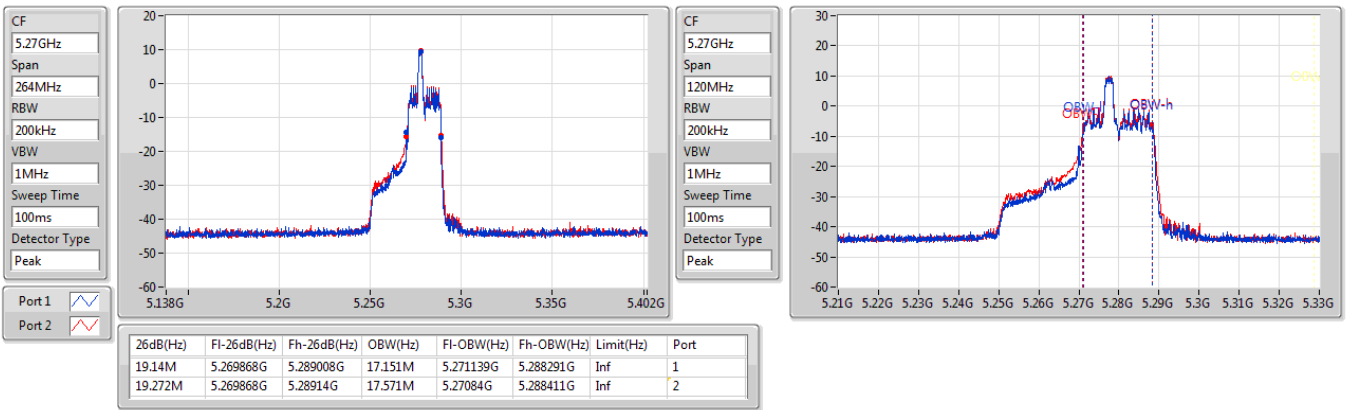 CF
5.27GHz
Span
264MHz
RBW
200kHz
VBW
1MHz
Sweep Time
100ms
Detector Type
Peak
Port 1
Port 2
20
10
0
-10
-20
-30
-40
-50
-60
5.138G 5.2G 5.25G 5.3G 5.35G 5.402G
CF
5.27GHz
Span
120MHz
RBW
200kHz
VBW
1MHz
Sweep Time
100ms
Detector Type
Peak
30
20
10
0
-10
-20
-30
-40
-50
-60
OBW-h
5.21G 5.22G 5.23G 5.24G 5.25G 5.26G 5.27G 5.28G 5.29G 5.3G 5.31G 5.32G 5.33G
26dB(Hz) Fl-26dB(Hz) Fh-26dB(Hz) OBW(Hz) Fl-OBW(Hz) Fh-OBW(Hz) Limit(Hz) Port
19.14M 5.269868G 5.289008G 17.151M 5.271139G 5.288291G Inf 1
19.272M 5.269868G 5.28914G 17.571M 5.27084G 5.288411G Inf 2